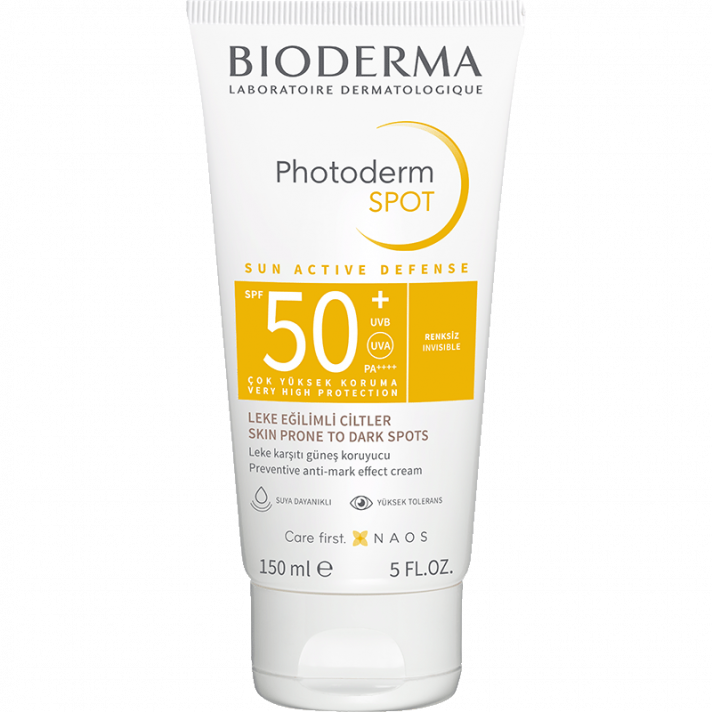 BIODERMA
LABORATOIRE DERMATOLOGIQUE
Photoderm
SPOT
SUN ACTIVE DEFENSE
SPF 50+
UVB
UVA
PA++++
RENKSİZ
INVISIBLE
ÇOK YÜKSEK KORUMA
VERY HIGH PROTECTION
LEKE EĞİLİMLİ CİLTLER
SKIN PRONE TO DARK SPOTS
Leke karşıtı güneş koruyucu
Preventive anti-mark effect cream
SUYA DAYANIKLI YÜKSEK TOLERANS
Care first. NAOS
150 ml ℮ 5 FL.OZ.